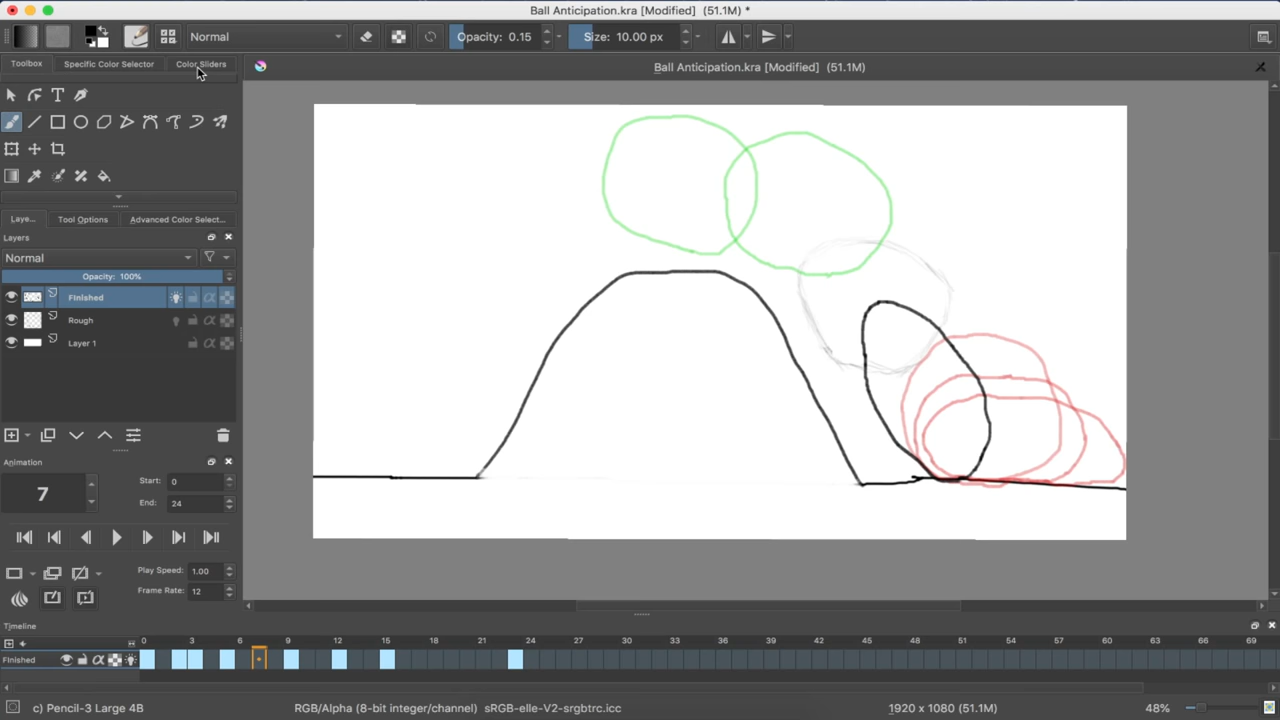 Ball Anticipation.kra [Modified] (51.1M) *
Normal
Opacity: 0.15
Size: 10.00 px
Toolbox
Specific Color Selector
Color Sliders
Ball Anticipation.kra [Modified] (51.1M)
Laye...
Tool Options
Advanced Color Select...
Layers
Normal
Opacity: 100%
Finished
Rough
Layer 1
Animation
7
Start: 0
End: 24
Play Speed: 1.00
Frame Rate: 12
Timeline
0 3 6 9 12 15 18 21 24 27 30 33 36 39 42 45 48 51 54 57 60 63 66 69
Finished
c) Pencil-3 Large 4B
RGB/Alpha (8-bit integer/channel) sRGB-elle-V2-srgbtrc.icc
1920 x 1080 (51.1M)
48%